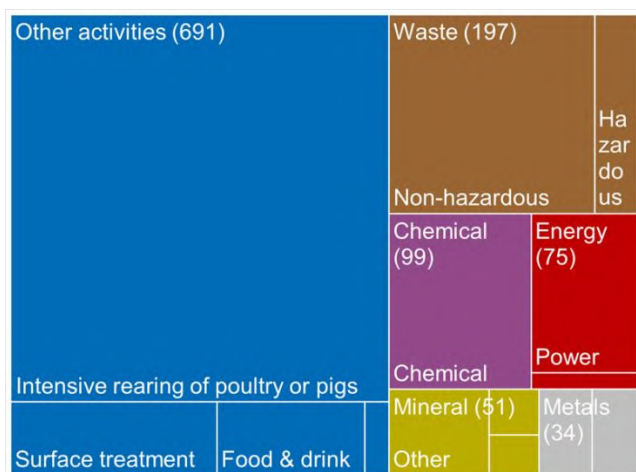 Other activities (691)
Intensive rearing of poultry or pigs
Surface treatment
Food & drink
Waste (197)
Non-hazardous
Ha
zar
do
us
Chemical
(99)
Chemical
Energy
(75)
Power
Mineral (51)
Other
Metals
(34)